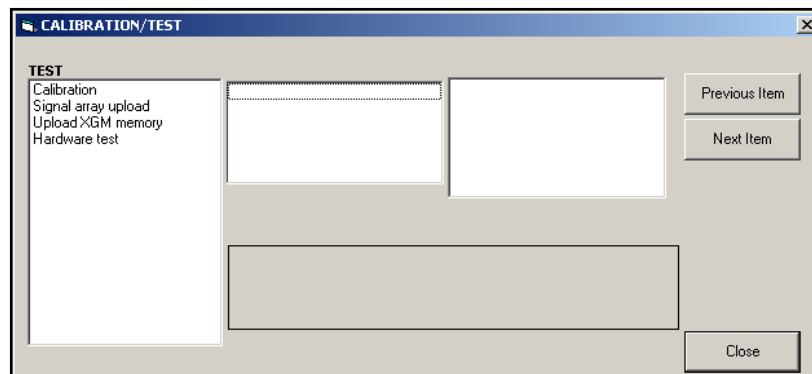 CALIBRATION/TEST
TEST
Calibration
Signal array upload
Upload XGM memory
Hardware test
Previous Item
Next Item
Close